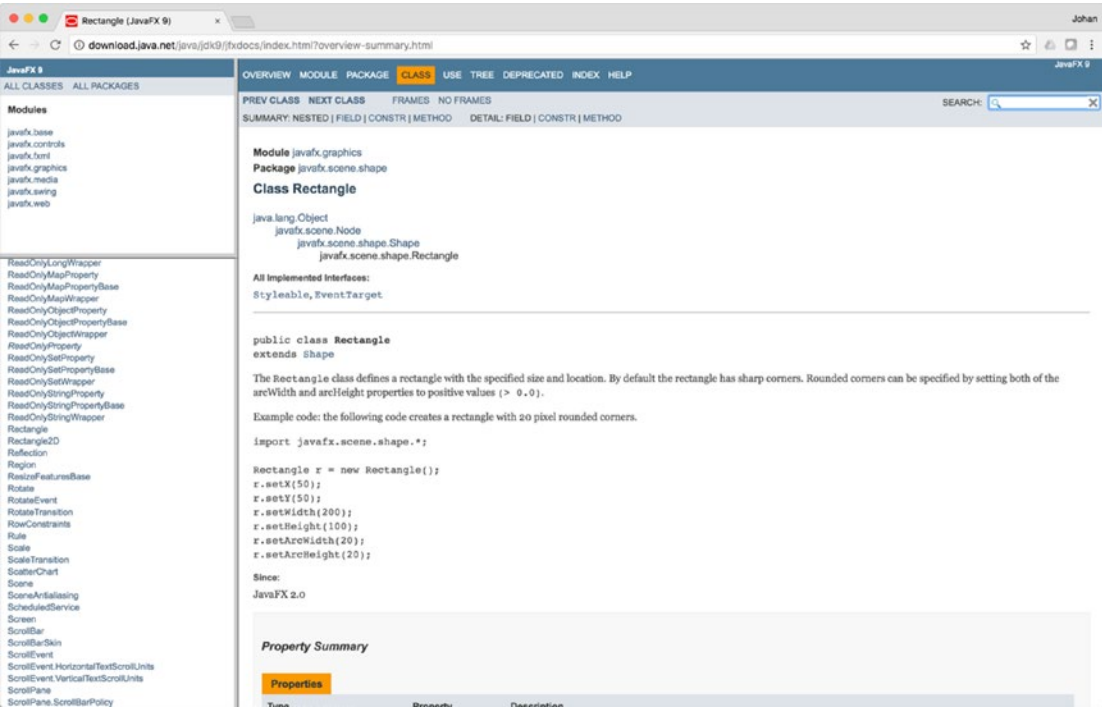 Rectangle (JavaFX 9)
Johan
download.java.net/java/jdk9/jfxdocs/index.html?overview-summary.html
JavaFX 9
ALL CLASSES ALL PACKAGES
Modules
javafx.base
javafx.controls
javafx.fxml
javafx.graphics
javafx.media
javafx.swing
javafx.web
ReadOnlyLongWrapper
ReadOnlyMapProperty
ReadOnlyMapPropertyBase
ReadOnlyMapWrapper
ReadOnlyObjectProperty
ReadOnlyObjectPropertyBase
ReadOnlyObjectWrapper
ReadOnlyProperty
ReadOnlySetProperty
ReadOnlySetPropertyBase
ReadOnlySetWrapper
ReadOnlyStringProperty
ReadOnlyStringPropertyBase
ReadOnlyStringWrapper
Rectangle
Rectangle2D
Reflection
Region
ResizeFeaturesBase
Rotate
RotateEvent
RotateTransition
RowConstraints
Rule
Scale
ScaleTransition
ScatterChart
Scene
SceneAntialiasing
ScheduledService
Screen
ScrollBar
ScrollBarSkin
ScrollEvent
ScrollEvent.HorizontalTextScrollUnits
ScrollEvent.VerticalTextScrollUnits
ScrollPane
ScrollPane.ScrollBarPolicy
OVERVIEW MODULE PACKAGE CLASS USE TREE DEPRECATED INDEX HELP
JavaFX 9
PREV CLASS NEXT CLASS FRAMES NO FRAMES
SEARCH:
SUMMARY: NESTED | FIELD | CONSTR | METHOD DETAIL: FIELD | CONSTR | METHOD
Module javafx.graphics
Package javafx.scene.shape
Class Rectangle
java.lang.Object
javafx.scene.Node
javafx.scene.shape.Shape
javafx.scene.shape.Rectangle
All Implemented Interfaces:
Styleable, EventTarget
public class Rectangle
extends Shape
The Rectangle class defines a rectangle with the specified size and location. By default the rectangle has sharp corners. Rounded corners can be specified by setting both of the
arcWidth and arcHeight properties to positive values (> 0.0).
Example code: the following code creates a rectangle with 20 pixel rounded corners.
import javafx.scene.shape.*;
Rectangle r = new Rectangle();
r.setX(50);
r.setY(50);
r.setWidth(200);
r.setHeight(100);
r.setArcWidth(20);
r.setArcHeight(20);
Since:
JavaFX 2.0
Property Summary
Properties
Type Property Description